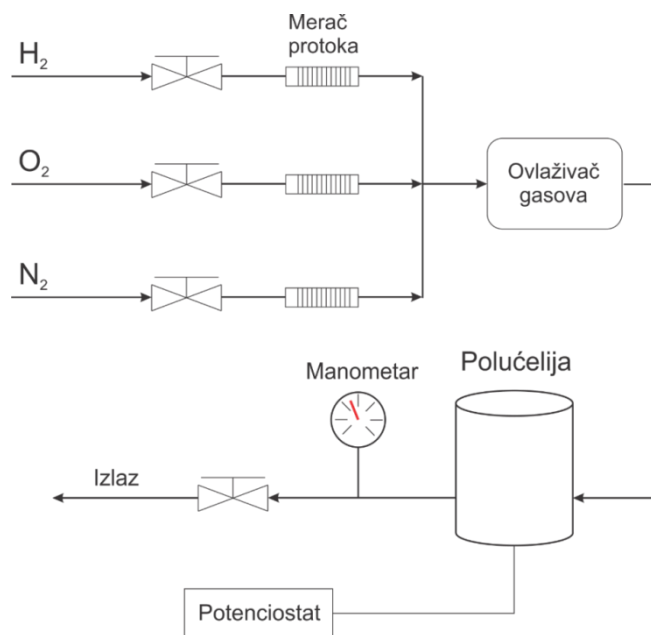 Merač
protoka
H₂
O₂
Ovlaživač
gasova
N₂
Manometar
Polućelija
Izlaz
Potenciostat